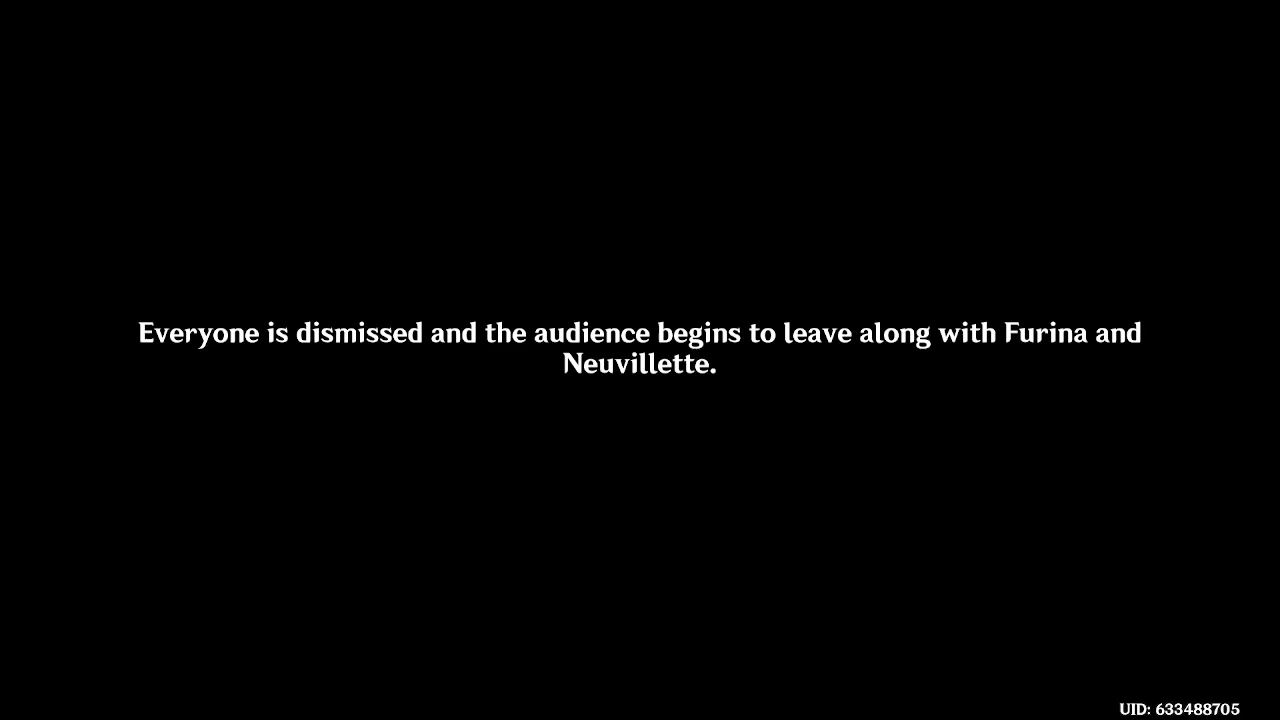 Everyone is dismissed and the audience begins to leave along with Furina and
Neuvillette.
UID: 633488705